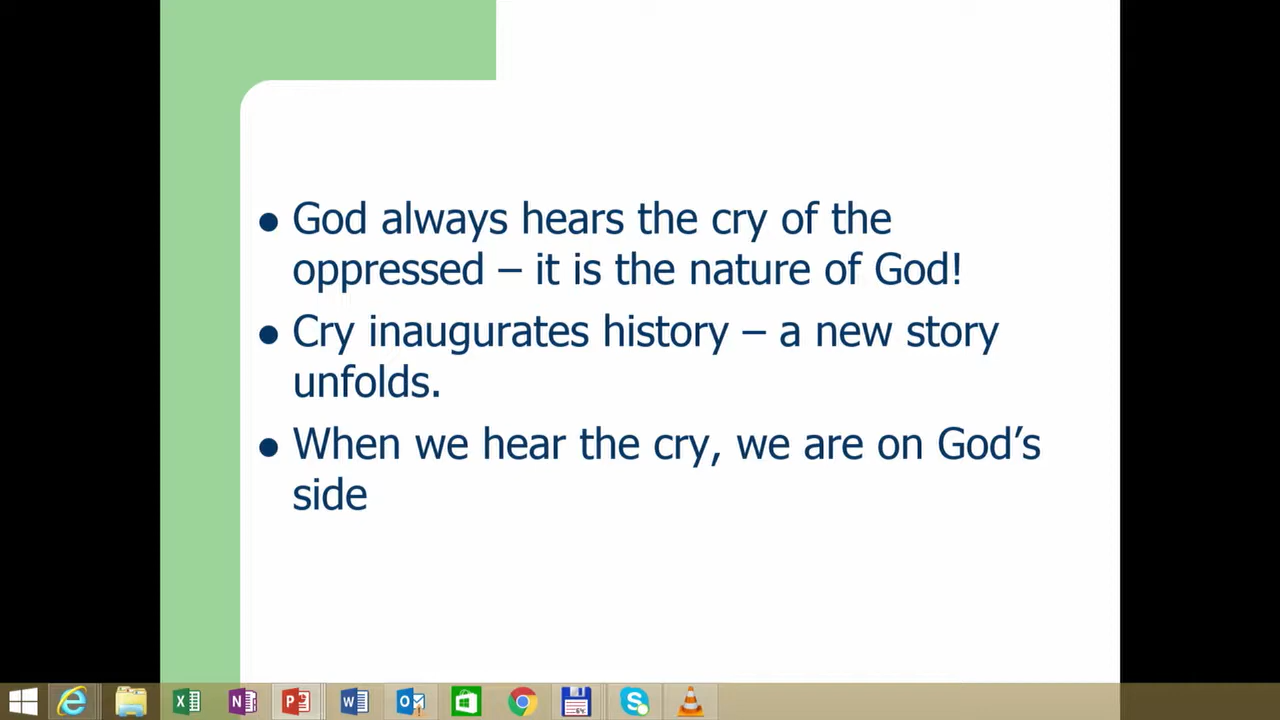 God always hears the cry of the
oppressed – it is the nature of God!
Cry inaugurates history – a new story
unfolds.
When we hear the cry, we are on God’s
side